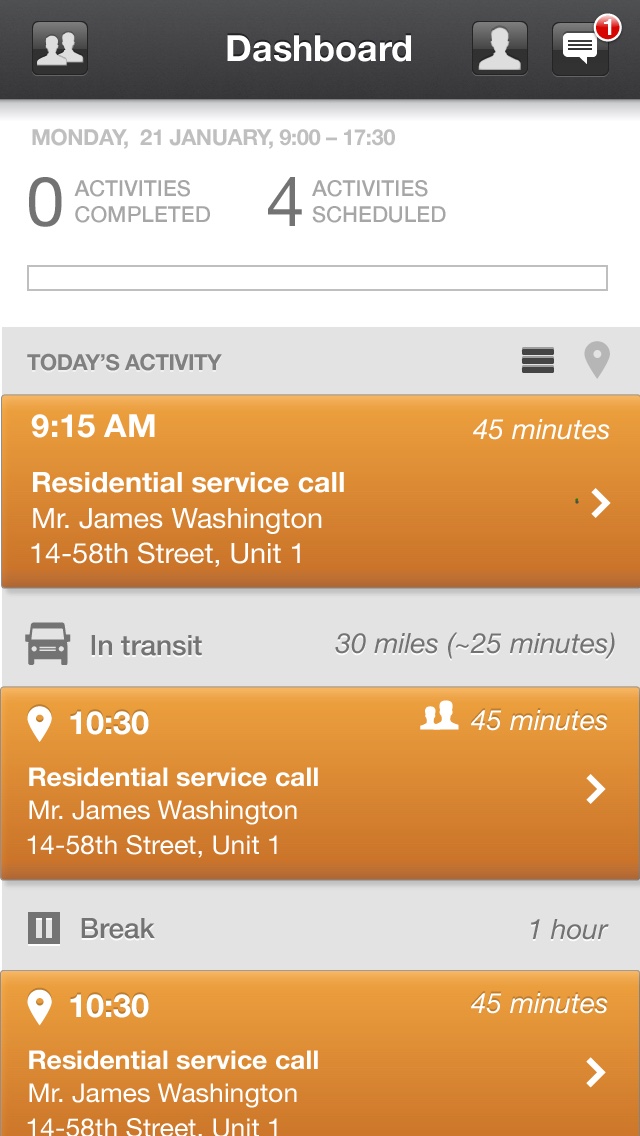 Dashboard
1
MONDAY, 21 JANUARY, 9:00 – 17:30
0 ACTIVITIES COMPLETED
4 ACTIVITIES SCHEDULED
TODAY’S ACTIVITY
9:15 AM
45 minutes
Residential service call
Mr. James Washington
14-58th Street, Unit 1
In transit
30 miles (~25 minutes)
10:30
45 minutes
Residential service call
Mr. James Washington
14-58th Street, Unit 1
Break
1 hour
10:30
45 minutes
Residential service call
Mr. James Washington
14-58th Street, Unit 1